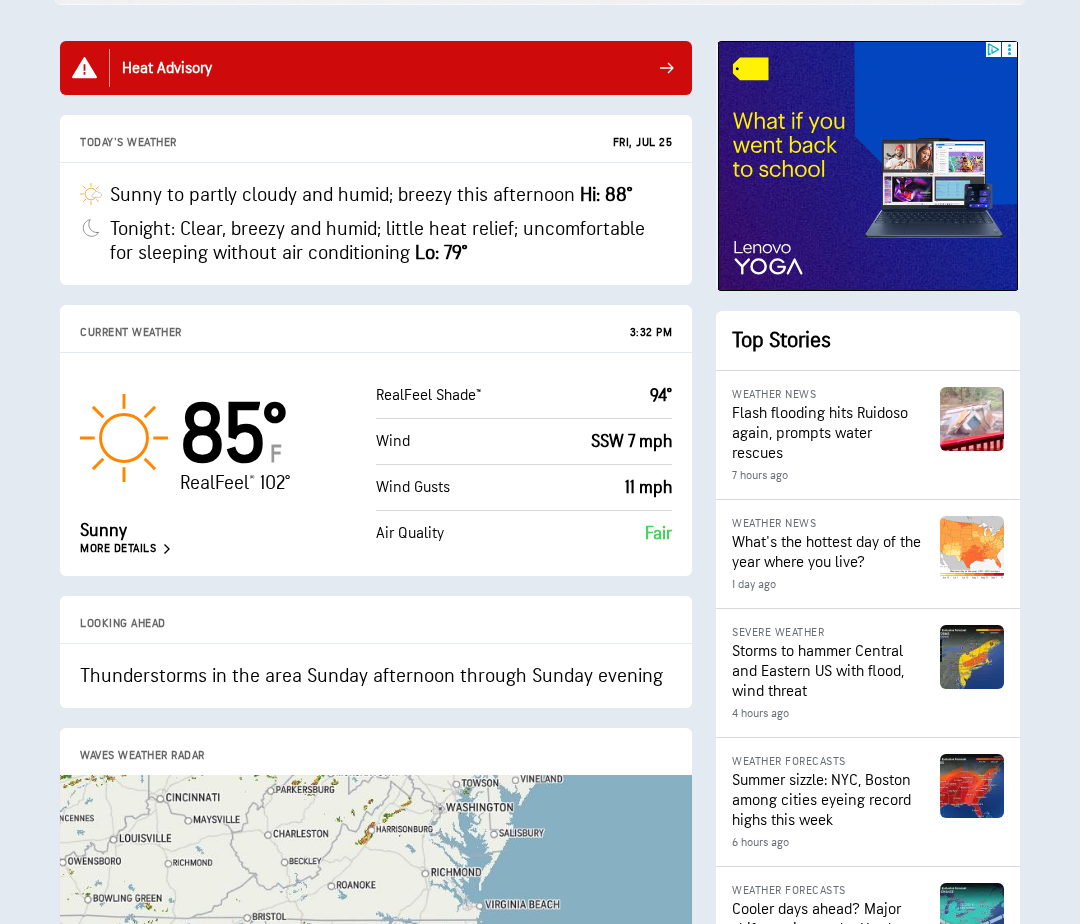 Heat Advisory
TODAY'S WEATHER
FRI, JUL 25
Sunny to partly cloudy and humid; breezy this afternoon Hi: 88°
Tonight: Clear, breezy and humid; little heat relief; uncomfortable
for sleeping without air conditioning Lo: 79°
CURRENT WEATHER
3:32 PM
85°
F
RealFeel® 102°
Sunny
MORE DETAILS
RealFeel Shade™
94°
Wind
SSW 7 mph
Wind Gusts
11 mph
Air Quality
Fair
LOOKING AHEAD
Thunderstorms in the area Sunday afternoon through Sunday evening
WAVES WEATHER RADAR
TOWSON
VINELAND
PARKERSBURG
CINCINNATI
WASHINGTON
NCENNES
MAYSVILLE
HARRISONBURG
SALISBURY
CHARLESTON
LOUISVILLE
OWENSBORO
RICHMOND
BECKLEY
RICHMOND
ROANOKE
BOWLING GREEN
VIRGINIA BEACH
BRISTOL
What if you
went back
to school
Lenovo
YOGA
Top Stories
WEATHER NEWS
Flash flooding hits Ruidoso
again, prompts water
rescues
7 hours ago
WEATHER NEWS
What's the hottest day of the
year where you live?
1 day ago
SEVERE WEATHER
Storms to hammer Central
and Eastern US with flood,
wind threat
4 hours ago
WEATHER FORECASTS
Summer sizzle: NYC, Boston
among cities eyeing record
highs this week
6 hours ago
WEATHER FORECASTS
Cooler days ahead? Major